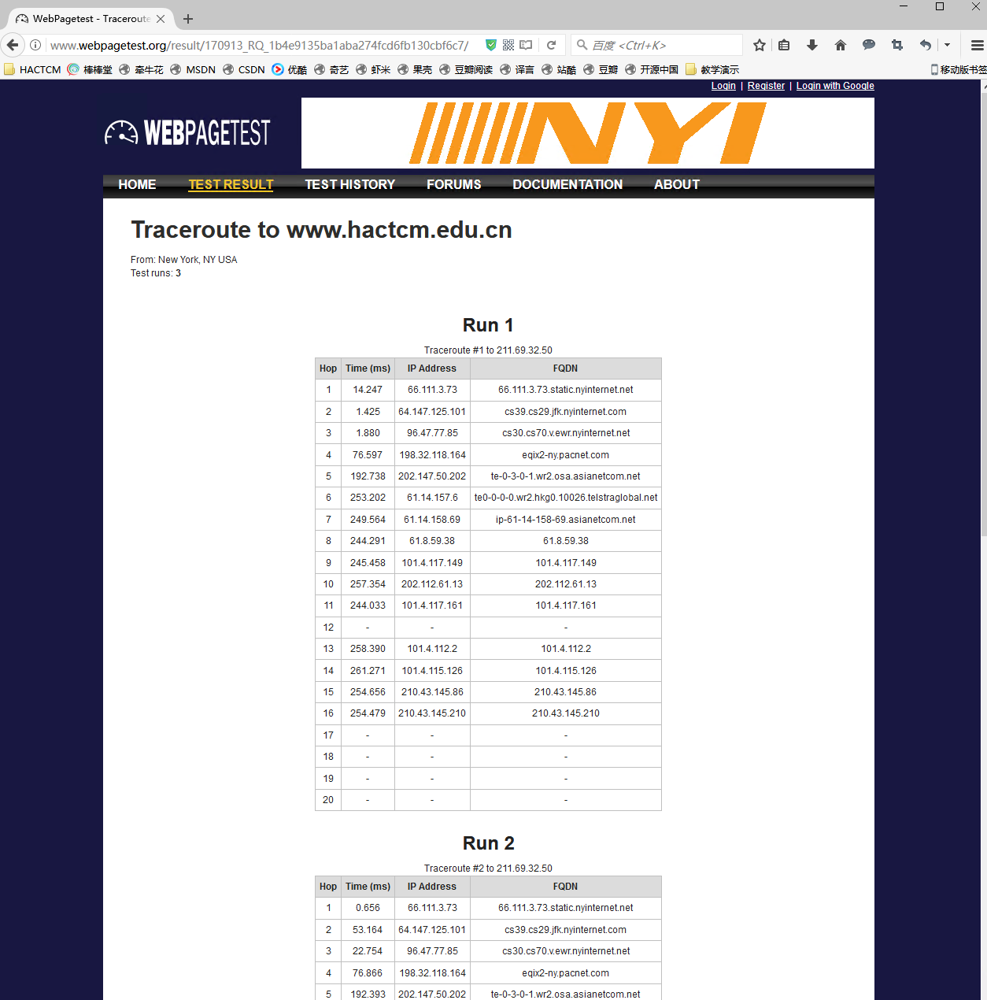 WebPagetest - Traceroute
www.webpagetest.org/result/170913_RQ_1b4e9135ba1aba274fcd6fb130cbf6c7/
百度 <Ctrl+K>
HACTCM 棒棒堂 牵牛花 MSDN CSDN 优酷 奇艺 虾米 果壳 豆瓣阅读 译言 站酷 豆瓣 开源中国 教学演示 移动版书签
Login | Register | Login with Google
WEBPAGETEST
NYI
HOME TEST RESULT TEST HISTORY FORUMS DOCUMENTATION ABOUT
Traceroute to www.hactcm.edu.cn
From: New York, NY USA
Test runs: 3
Run 1
Traceroute #1 to 211.69.32.50
Hop Time (ms) IP Address FQDN
1 14.247 66.111.3.73 66.111.3.73.static.nyinternet.net
2 1.425 64.147.125.101 cs39.cs29.jfk.nyinternet.com
3 1.880 96.47.77.85 cs30.cs70.v.ewr.nyinternet.net
4 76.597 198.32.118.164 eqix2-ny.pacnet.com
5 192.738 202.147.50.202 te-0-3-0-1.wr2.osa.asianetcom.net
6 253.202 61.14.157.6 te0-0-0-0.wr2.hkg0.10026.telstraglobal.net
7 249.564 61.14.158.69 ip-61-14-158-69.asianetcom.net
8 244.291 61.8.59.38 61.8.59.38
9 245.458 101.4.117.149 101.4.117.149
10 257.354 202.112.61.13 202.112.61.13
11 244.033 101.4.117.161 101.4.117.161
12 - - -
13 258.390 101.4.112.2 101.4.112.2
14 261.271 101.4.115.126 101.4.115.126
15 254.656 210.43.145.86 210.43.145.86
16 254.479 210.43.145.210 210.43.145.210
17 - - -
18 - - -
19 - - -
20 - - -
Run 2
Traceroute #2 to 211.69.32.50
Hop Time (ms) IP Address FQDN
1 0.656 66.111.3.73 66.111.3.73.static.nyinternet.net
2 53.164 64.147.125.101 cs39.cs29.jfk.nyinternet.com
3 22.754 96.47.77.85 cs30.cs70.v.ewr.nyinternet.net
4 76.866 198.32.118.164 eqix2-ny.pacnet.com
5 192.393 202.147.50.202 te-0-3-0-1.wr2.osa.asianetcom.net